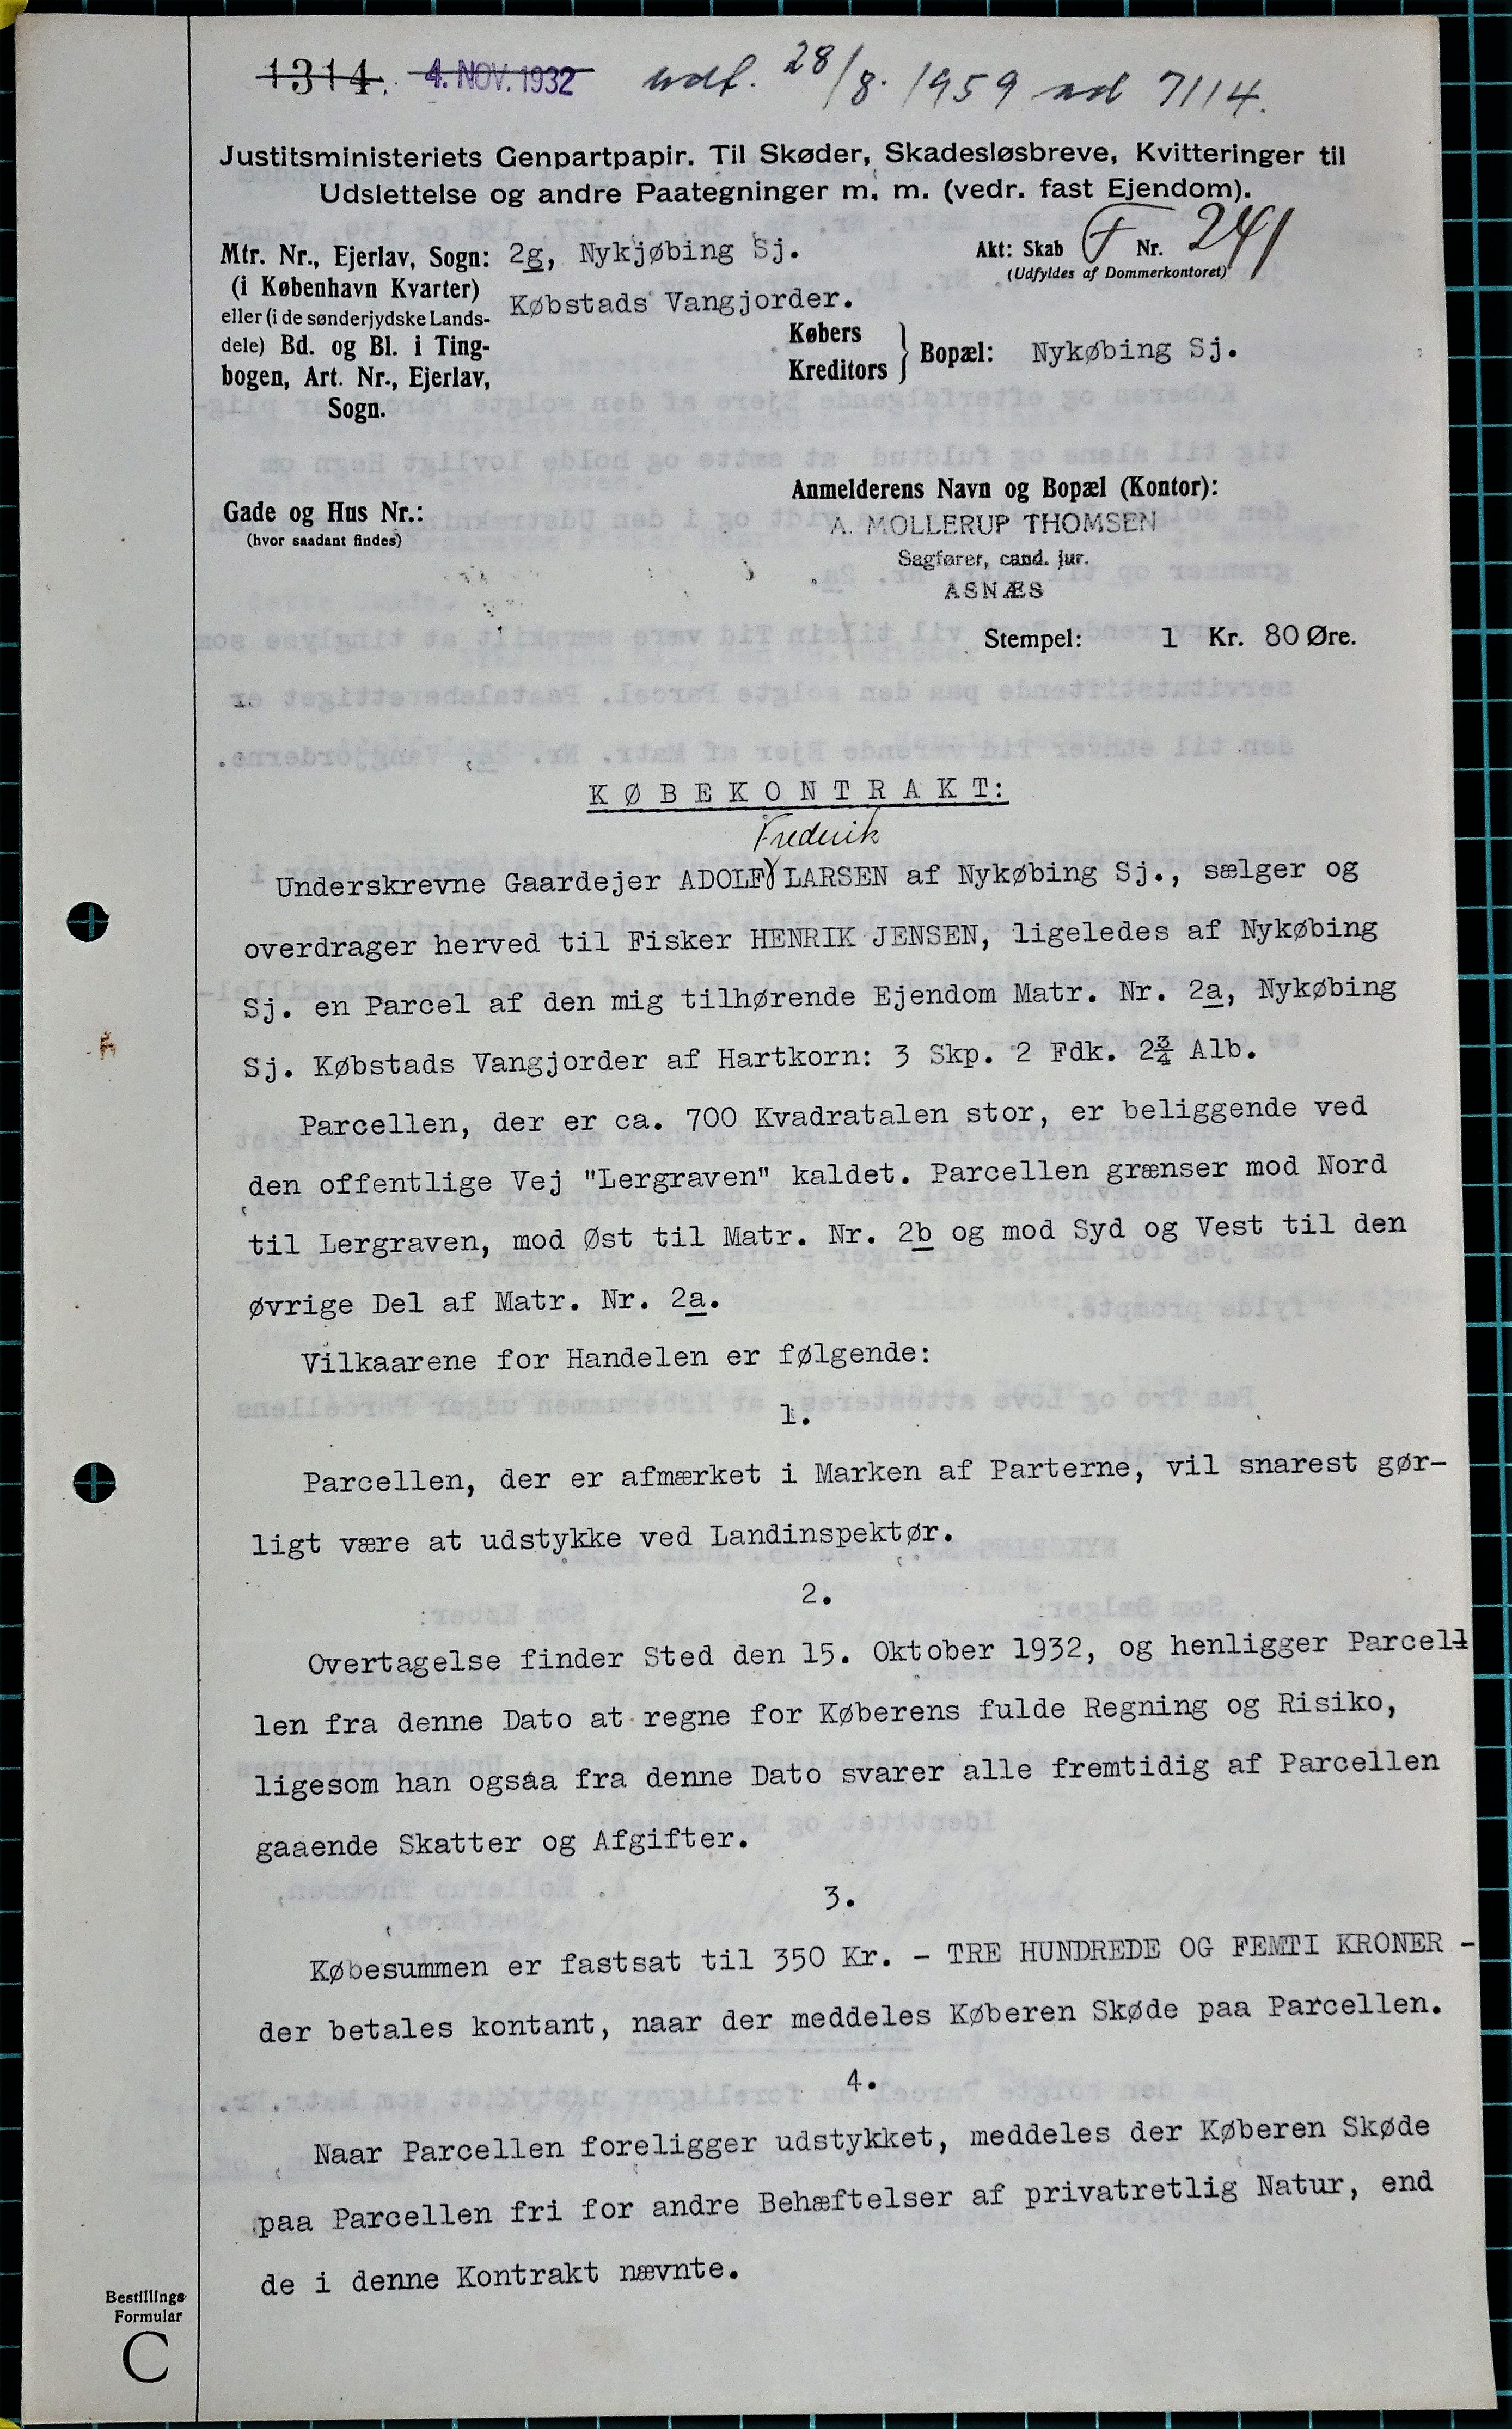 1314. 4. NOV. 1932 udf. 28/8. 1959 ad 7114.
Justitsministeriets Genpartpapir. Til Skøder, Skadesløsbreve, Kvitteringer til
Udslettelse og andre Paategninger m. m. (vedr. fast Ejendom).
Mtr. Nr., Ejerlav, Sogn: 2g, Nykjøbing Sj.
(i København Kvarter)
eller (i de sønderjydske Lands-
dele) Bd. og Bl. i Ting-
bogen, Art. Nr., Ejerlav,
Sogn.
Købstads Vangjorder.
Akt: Skab F Nr. 241
(Udfyldes af Dommerkontoret)
Købers
Kreditors } Bopæl: Nykøbing Sj.
Gade og Hus Nr.:
(hvor saadant findes)
Anmelderens Navn og Bopæl (Kontor):
A. MOLLERUP THOMSEN
Sagfører, cand. jur.
ASNÆS
Stempel: 1 Kr. 80 Øre.
KØBEKONTRAKT:
Frederik
Underskrevne Gaardejer ADOLF LARSEN af Nykøbing Sj., sælger og
overdrager herved til Fisker HENRIK JENSEN, ligeledes af Nykøbing
Sj. en Parcel af den mig tilhørende Ejendom Matr. Nr. 2a, Nykøbing
Sj. Købstads Vangjorder af Hartkorn: 3 Skp. 2 Fdk. 2¾ Alb.
Parcellen, der er ca. 700 Kvadratalen stor, er beliggende ved
den offentlige Vej "Lergraven" kaldet. Parcellen grænser mod Nord
til Lergraven, mod Øst til Matr. Nr. 2b og mod Syd og Vest til den
øvrige Del af Matr. Nr. 2a.
Vilkaarene for Handelen er følgende:
1.
Parcellen, der er afmærket i Marken af Parterne, vil snarest gør-
ligt være at udstykke ved Landinspektør.
2.
Overtagelse finder Sted den 15. Oktober 1932, og henligger Parcel-
len fra denne Dato at regne for Køberens fulde Regning og Risiko,
ligesom han ogsaa fra denne Dato svarer alle fremtidig af Parcellen
gaaende Skatter og Afgifter.
3.
Købesummen er fastsat til 350 Kr. - TRE HUNDREDE OG FEMTI KRONER -
der betales kontant, naar der meddeles Køberen Skøde paa Parcellen.
4.
Naar Parcellen foreligger udstykket, meddeles der Køberen Skøde
paa Parcellen fri for andre Behæftelser af privatretlig Natur, end
de i denne Kontrakt nævnte.
Bestillings-
Formular
C